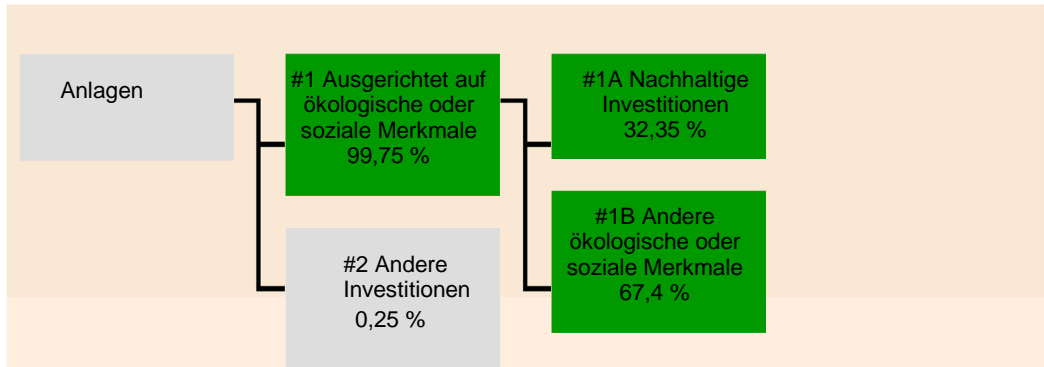 Anlagen
#1 Ausgerichtet auf
ökologische oder
soziale Merkmale
99,75 %
#2 Andere
Investitionen
0,25 %
#1A Nachhaltige
Investitionen
32,35 %
#1B Andere
ökologische oder
soziale Merkmale
67,4 %